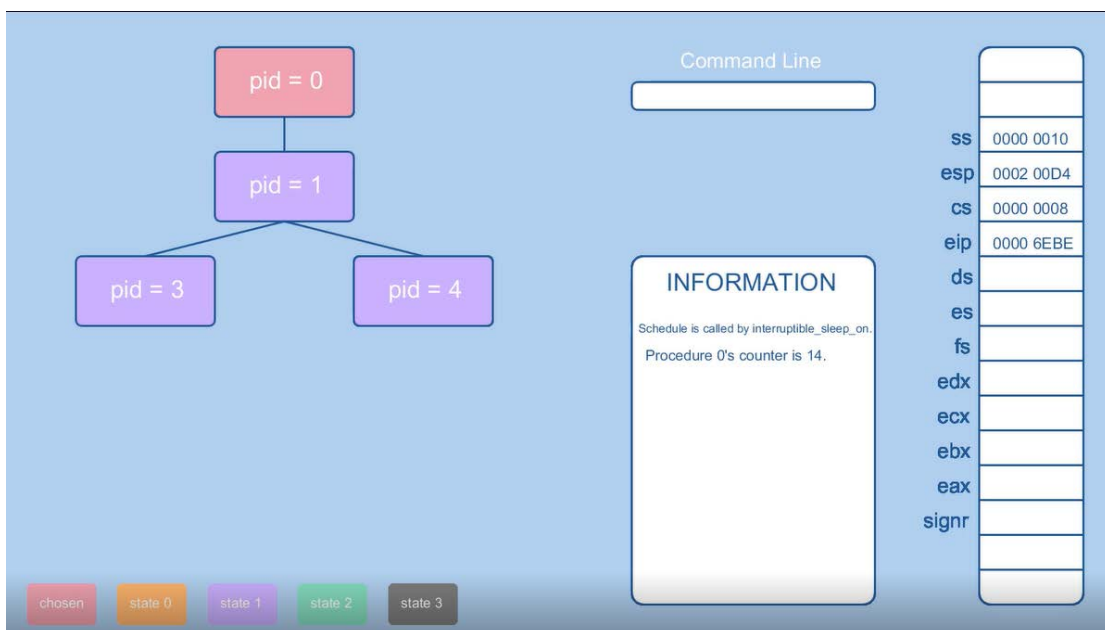 pid = 0
pid = 1
pid = 3
pid = 4
Command Line
INFORMATION
Schedule is called by interruptible_sleep_on.
Procedure 0's counter is 14.
ss 0000 0010
esp 0002 00D4
cs 0000 0008
eip 0000 6EBE
ds
es
fs
edx
ecx
ebx
eax
signr
chosen state 0 state 1 state 2 state 3